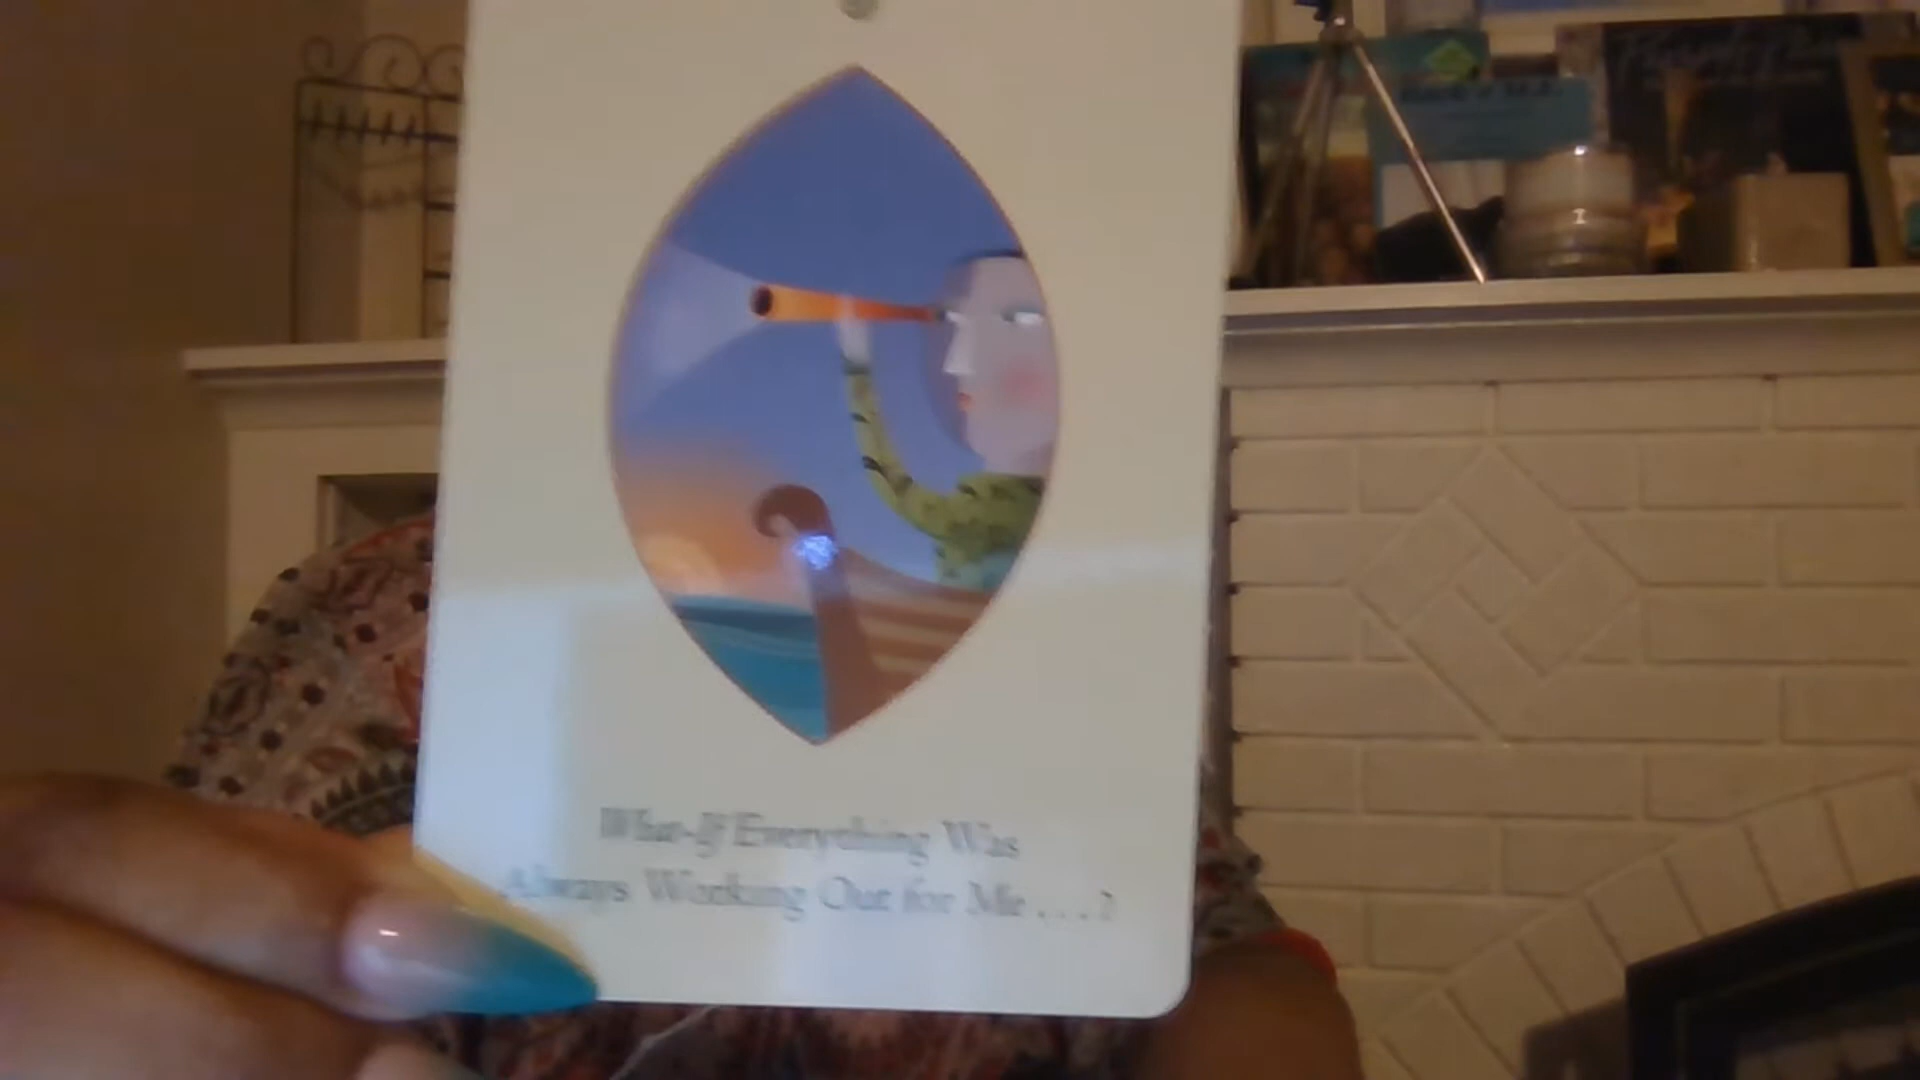 What-If Everything Was
Always Working Out for Me . . . ?